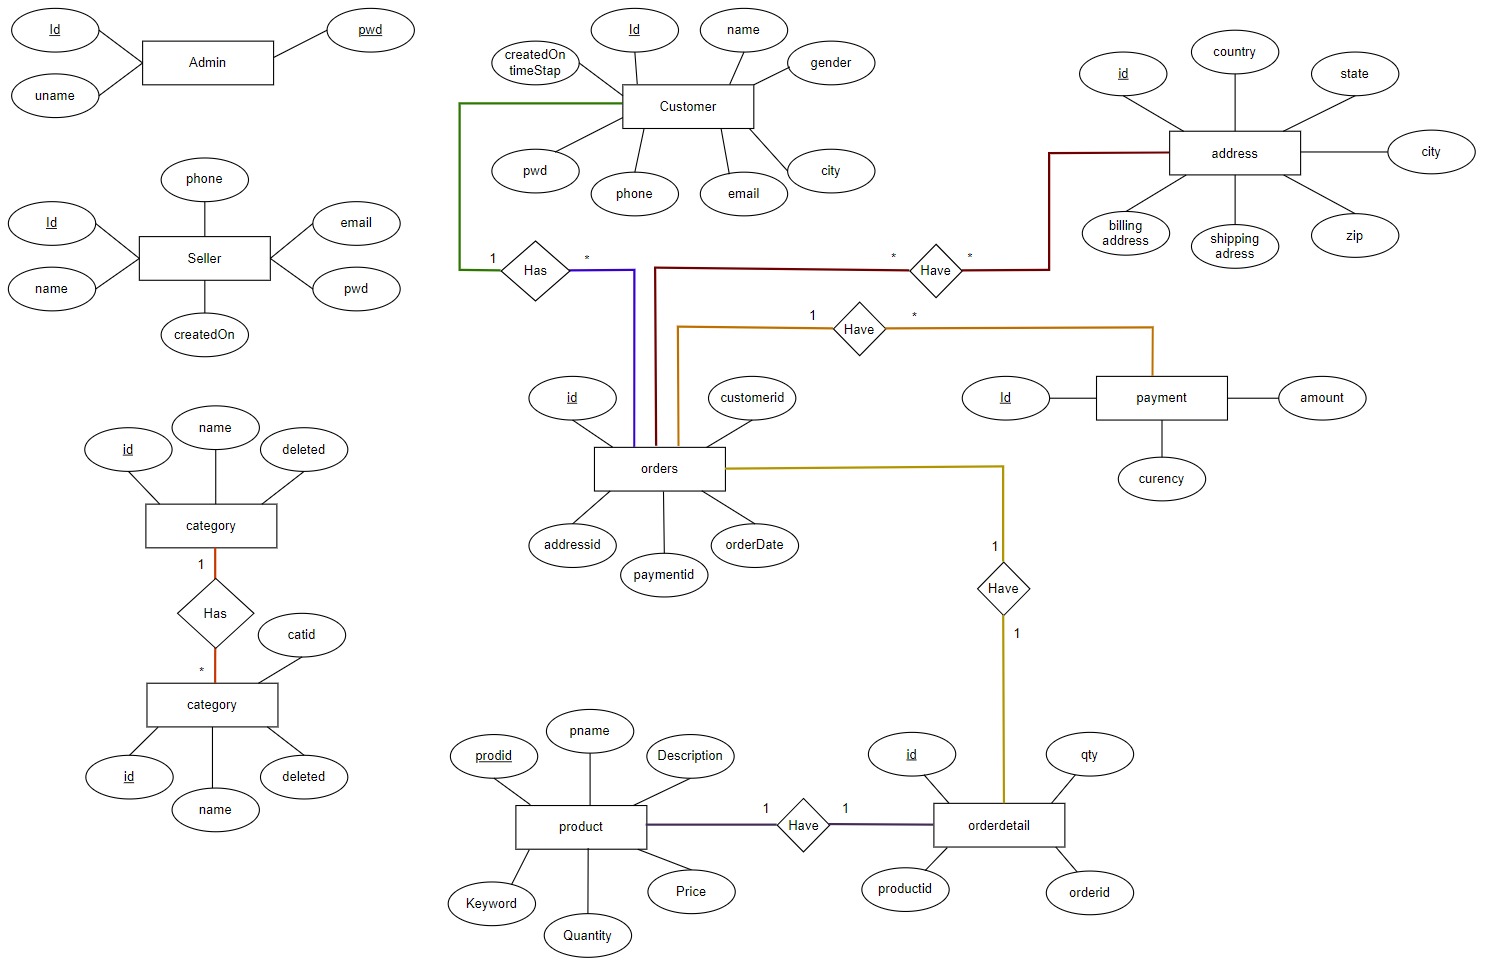 Id
pwd
Admin
uname
Id
name
createdOn
timeStap
gender
Customer
pwd
phone
email
city
country
id
state
address
city
billing
address
shipping
adress
zip
phone
Id
email
Seller
name
pwd
createdOn
1
Has
*
*
Have
*
1
Have
*
id
customerid
orders
addressid
paymentid
orderDate
Id
payment
amount
curency
name
id
deleted
category
1
Has
*
catid
category
id
name
deleted
1
Have
1
pname
prodid
Description
product
Keyword
Quantity
Price
1
Have
1
id
qty
orderdetail
productid
orderid